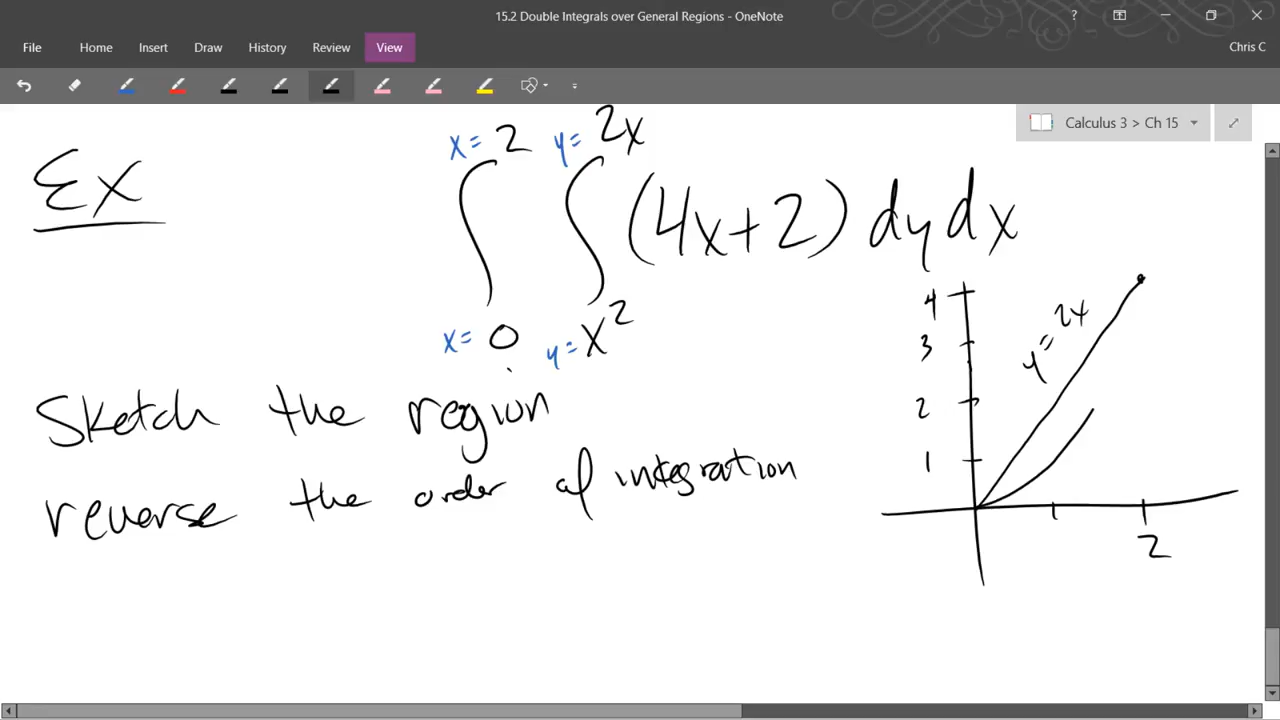 15.2 Double Integrals over General Regions - OneNote
File Home Insert Draw History Review View
Chris C
Calculus 3 > Ch 15
Ex
x= 2 y= 2x
∫ ∫ (4x+2) dy dx
x= 0 y= x²
Sketch the region
reverse the order of integration
4
3
2
1
y = 2x
2